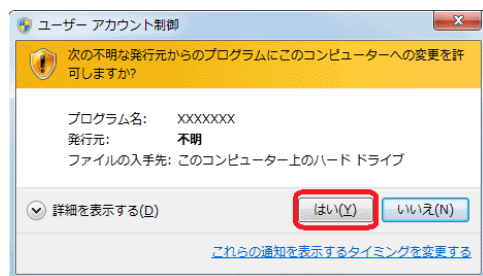 ユーザー アカウント制御
次の不明な発行元からのプログラムにこのコンピューターへの変更を許
可しますか?
プログラム名: XXXXXXX
発行元: 不明
ファイルの入手先: このコンピューター上のハード ドライブ
詳細を表示する(D) はい(Y) いいえ(N)
これらの通知を表示するタイミングを変更する